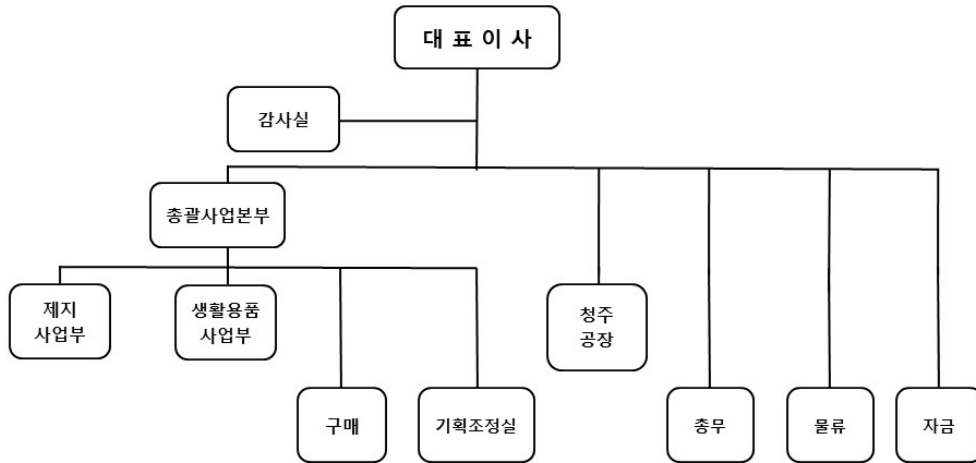 대 표 이 사
감사실
총괄사업본부
제지
사업부
생활용품
사업부
청주
공장
구매
기획조정실
총무
물류
자금